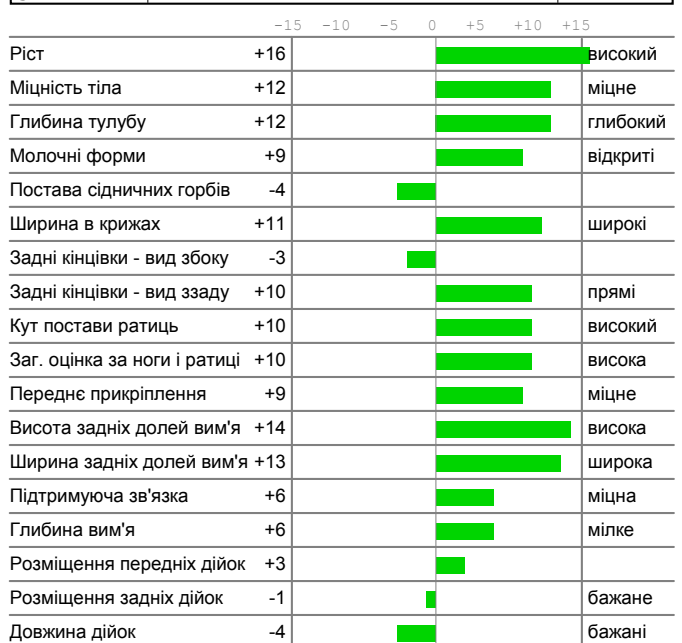 -15 -10 -5 0 +5 +10 +15
Ріст +16 високий
Міцність тіла +12 міцне
Глибина тулубу +12 глибокий
Молочні форми +9 відкриті
Постава сідничних горбів -4
Ширина в крижах +11 широкі
Задні кінцівки - вид збоку -3
Задні кінцівки - вид ззаду +10 прямі
Кут постави ратиць +10 високий
Заг. оцінка за ноги і ратиці +10 висока
Переднє прикріплення +9 міцне
Висота задніх долей вим'я +14 висока
Ширина задніх долей вим'я +13 широка
Підтримуюча зв'язка +6 міцна
Глибина вим'я +6 мілке
Розміщення передніх дійок +3
Розміщення задніх дійок -1 бажане
Довжина дійок -4 бажані